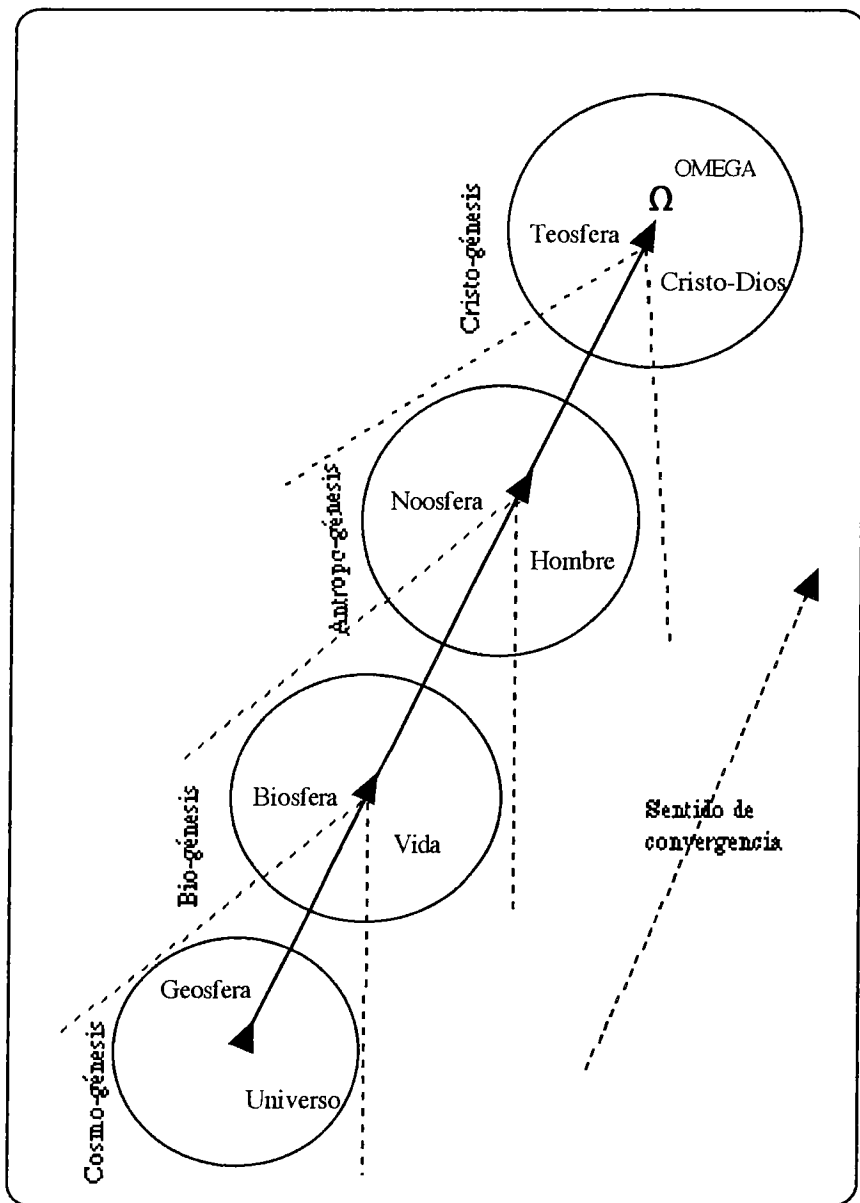 OMEGA
Ω
Teosfera
Cristo-Dios
Cristo-génesis
Noosfera
Hombre
Antropo-génesis
Biosfera
Vida
Bio-génesis
Sentido de
convergencia
Geosfera
Universo
Cosmo-génesis